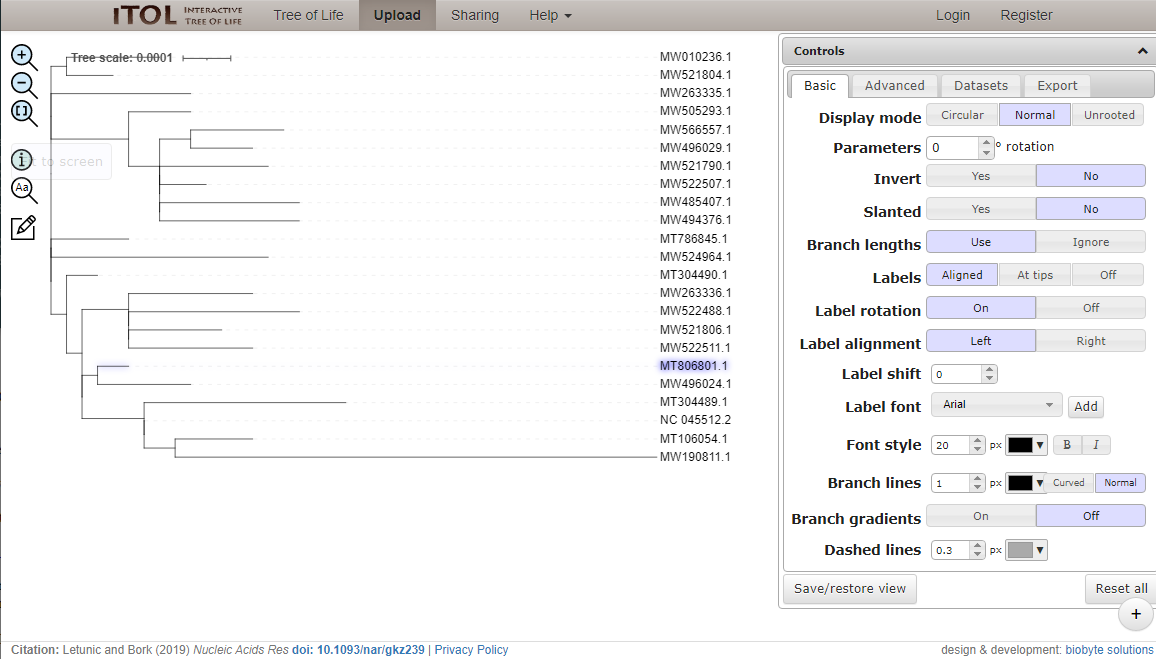 iTOL INTERACTIVE TREE OF LIFE Tree of Life Upload Sharing Help Login Register
Tree scale: 0.0001
MW010236.1
MW521804.1
MW263335.1
MW505293.1
MW566557.1
MW496029.1
MW521790.1
MW522507.1
MW485407.1
MW494376.1
MT786845.1
MW524964.1
MT304490.1
MW263336.1
MW522488.1
MW521806.1
MW522511.1
MT806801.1
MW496024.1
MT304489.1
NC 045512.2
MT106054.1
MW190811.1
to screen
Aa
Controls
Basic Advanced Datasets Export
Display mode Circular Normal Unrooted
Parameters 0 ° rotation
Invert Yes No
Slanted Yes No
Branch lengths Use Ignore
Labels Aligned At tips Off
Label rotation On Off
Label alignment Left Right
Label shift 0
Label font Arial Add
Font style 20 px B I
Branch lines 1 px Curved Normal
Branch gradients On Off
Dashed lines 0.3 px
Save/restore view Reset all
+
Citation: Letunic and Bork (2019) Nucleic Acids Res doi: 10.1093/nar/gkz239 | Privacy Policy
design & development: biobyte solutions